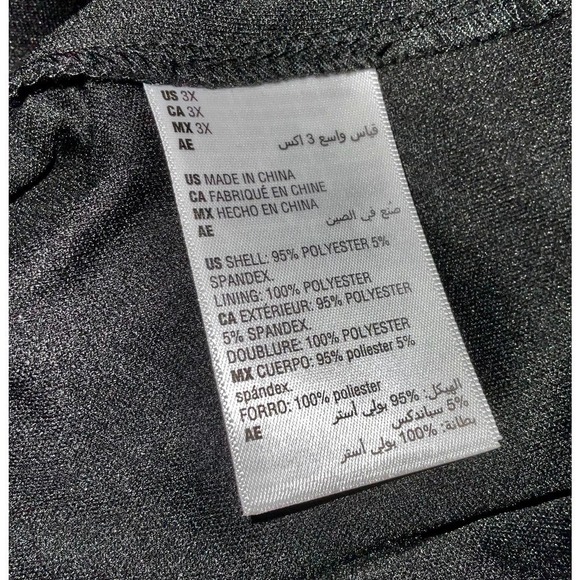 US 3X
CA 3X
MX 3X
AE قياس واسع 3 اكس
US MADE IN CHINA
CA FABRIQUÉ EN CHINE
MX HECHO EN CHINA
AE صنع في الصين
US SHELL: 95% POLYESTER 5%
SPANDEX.
LINING: 100% POLYESTER
CA EXTÉRIEUR: 95% POLYESTER
5% SPANDEX.
DOUBLURE: 100% POLYESTER
MX CUERPO: 95% poliester 5%
spándex.
FORRO: 100% poliester
AE الهيكل: 95% بولي أستر
5% سباندكس
بطانة: 100% بولي أستر